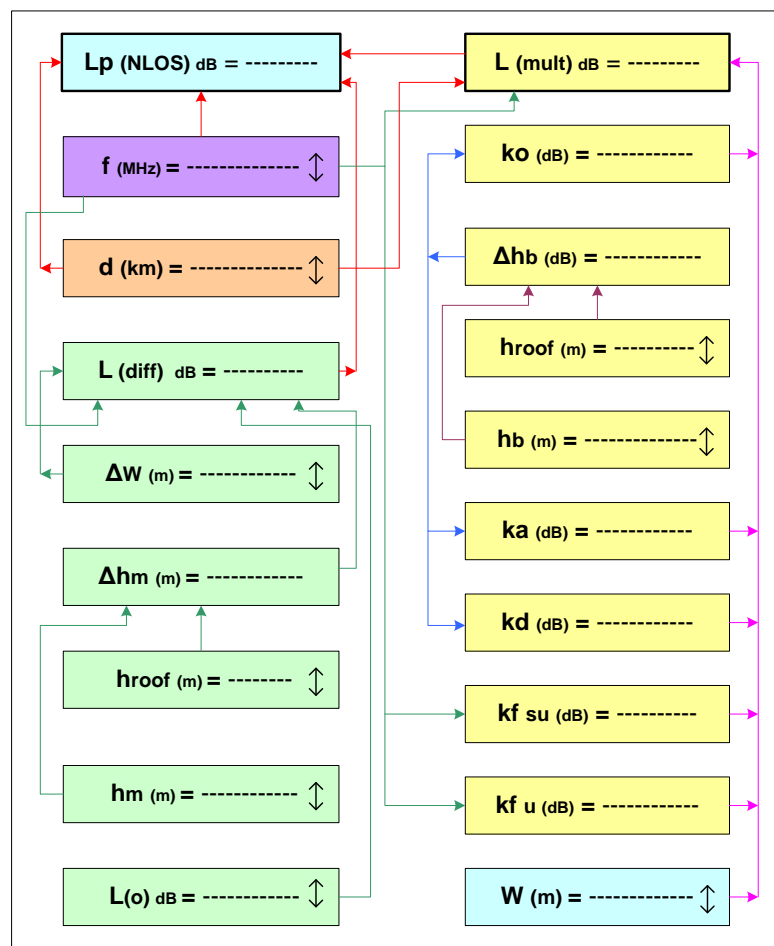 Lp (NLOS) dB = ---------
f (MHz) = ------------
d (km) = ------------
L (diff) dB = -----------
ΔW (m) = ------------
Δhm (m) = -----------
hroof (m) = --------
hm (m) = ------------
L(o) dB = -----------
L (mult) dB = ---------
ko (dB) = -----------
Δhb (dB) = -----------
hroof (m) = ----------
hb (m) = -----------
ka (dB) = -----------
kd (dB) = -----------
kf su (dB) = -----------
kf u (dB) = -----------
W (m) = -----------